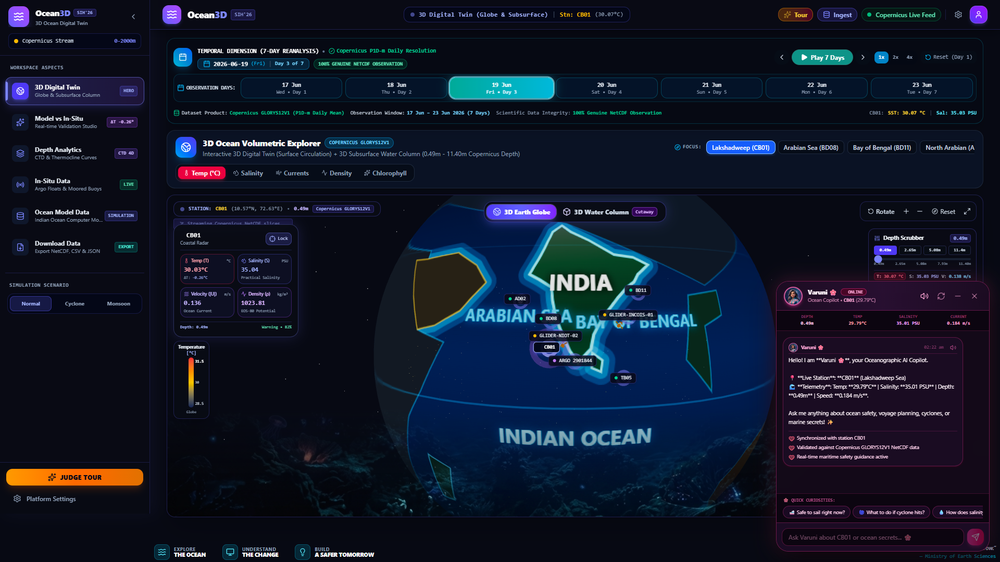 Ocean3D SIH'26
3D Ocean Digital Twin
Copernicus Stream 0-2000m
WORKSPACE ASPECTS
3D Digital Twin HERO
Globe & Subsurface Column
Model vs In-Situ ΔT -0.26°
Real-time Validation Studio
Depth Analytics CTD 4D
CTD & Thermocline Curves
In-Situ Data LIVE
Argo Floats & Moored Buoys
Ocean Model Data SIMULATION
Indian Ocean Computer Mo...
Download Data EXPORT
Export NetCDF, CSV & JSON
SIMULATION SCENARIO
Normal Cyclone Monsoon
JUDGE TOUR
Platform Settings
Ocean3D SIH'26
3D Digital Twin (Globe & Subsurface) | Stn: CB01 (30.07°C)
Tour Ingest Copernicus Live Feed
TEMPORAL DIMENSION (7-DAY REANALYSIS) • Copernicus P1D-m Daily Resolution
2026-06-19 (Fri) | Day 3 of 7 100% GENUINE NETCDF OBSERVATION
Play 7 Days 1x 2x 4x Reset (Day 1)
OBSERVATION DAYS:
17 Jun
Wed • Day 1
18 Jun
Thu • Day 2
19 Jun
Fri • Day 3
20 Jun
Sat • Day 4
21 Jun
Sun • Day 5
22 Jun
Mon • Day 6
23 Jun
Tue • Day 7
Dataset Product: Copernicus GLORYS12V1 (P1D-m Daily Mean) Observation Window: 17 Jun – 23 Jun 2026 (7 Days) Scientific Data Integrity: 100% Genuine NetCDF Observation
CB01: SST: 30.07 °C | Sal: 35.03 PSU
3D Ocean Volumetric Explorer COPERNICUS GLORYS12V1
Interactive 3D Digital Twin (Surface Circulation) + 3D Subsurface Water Column (0.49m - 11.40m Copernicus Depth)
FOCUS: Lakshadweep (CB01) Arabian Sea (BD08) Bay of Bengal (BD11) North Arabian (A
Temp (°C) Salinity Currents Density Chlorophyll
STATION: CB01 (10.57°N, 72.63°E) • 0.49m Copernicus GLORYS12V1
Streaming Copernicus NetCDF slices...
3D Earth Globe 3D Water Column Cutaway
Rotate + − Reset
CB01
Coastal Radar
Lock
Temp (T) °C
30.03°C
ΔT: -0.26°C
Salinity (S) PSU
35.04
Practical Salinity
Velocity (|U|) m/s
0.136
Ocean Current
Density (ρ) kg/m³
1023.81
EOS-80 Potential
Depth: 0.49m Warning • 82%
Temperature
[°C]
31.5
30
28.5
Globe
Depth Scrubber 0.49m
0.49m 2.65m 5.08m 11.4m
0.49m 2.65m 5.08m 7.93m 11.40m
T: 30.07 °C S: 35.03 PSU V: 0.138 m/s
INDIA
ARABIAN SEA
BAY OF BENGAL
INDIAN OCEAN
BD11
AD02
BD08
GLIDER-INCOIS-01
GLIDER-NIOT-02
CB01
ARGO 2901844
TB05
Varuni 🌸 ONLINE
Ocean Copilot • CB01 (29.79°C)
DEPTH TEMP SALINITY CURRENT
0.49m 29.79°C 35.01 PSU 0.184 m/s
Varuni 🌸 02:22 am
Hello! I am **Varuni 🌸**, your Oceanographic AI Copilot.
📍 **Live Station**: **CB01** (Lakshadweep Sea)
🌊 **Telemetry**: Temp: **29.79°C** | Salinity: **35.01 PSU** | Depth:
**0.49m** | Speed: **0.184 m/s**.
Ask me anything about ocean safety, voyage planning, cyclones, or
marine secrets! ✨
Synchronized with station CB01
Validated against Copernicus GLORYS12V1 NetCDF data
Real-time maritime safety guidance active
🌸 QUICK CURIOSITIES:
Safe to sail right now? What to do if cyclone hits? How does salinity
Ask Varuni about CB01 or ocean secrets... 🌸
EXPLORE
THE OCEAN
UNDERSTAND
THE CHANGE
BUILD
A SAFER TOMORROW
ow."
— Ministry of Earth Sciences